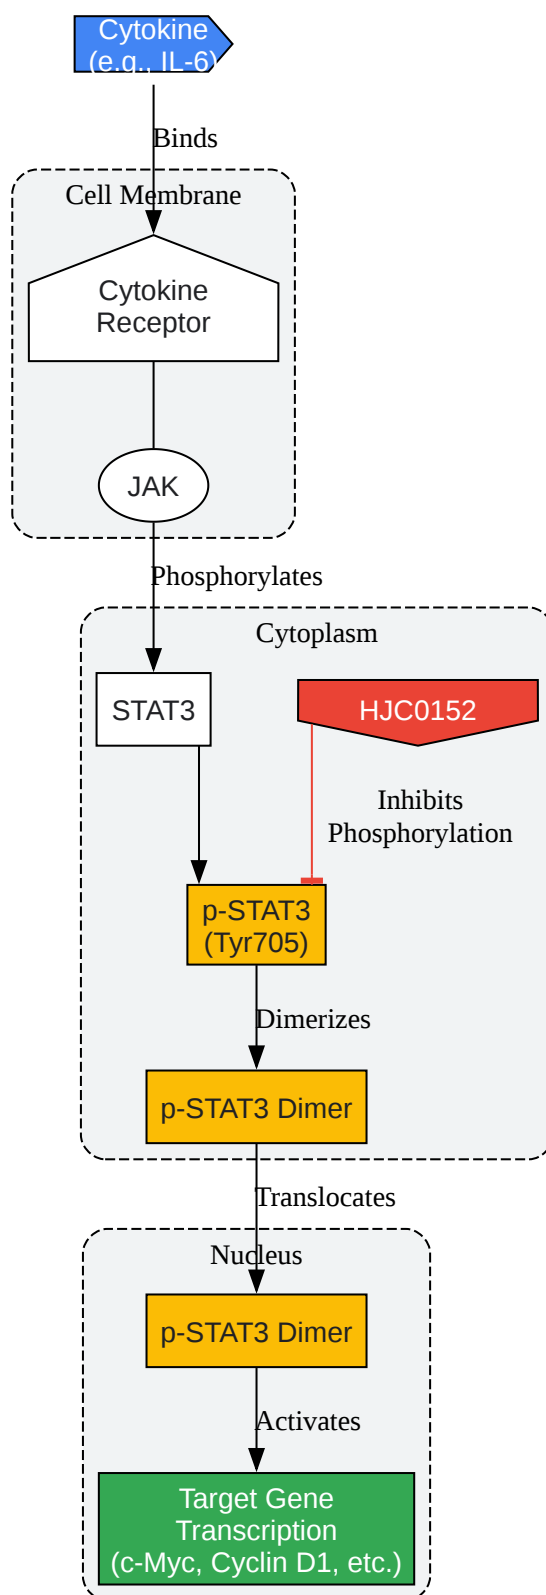 Cytokine
(e.g., IL-6)
Binds
Cell Membrane
Cytokine
Receptor
JAK
Phosphorylates
Cytoplasm
STAT3
HJC0152
Inhibits
Phosphorylation
p-STAT3
(Tyr705)
Dimerizes
p-STAT3 Dimer
Translocates
Nucleus
p-STAT3 Dimer
Activates
Target Gene
Transcription
(c-Myc, Cyclin D1, etc.)